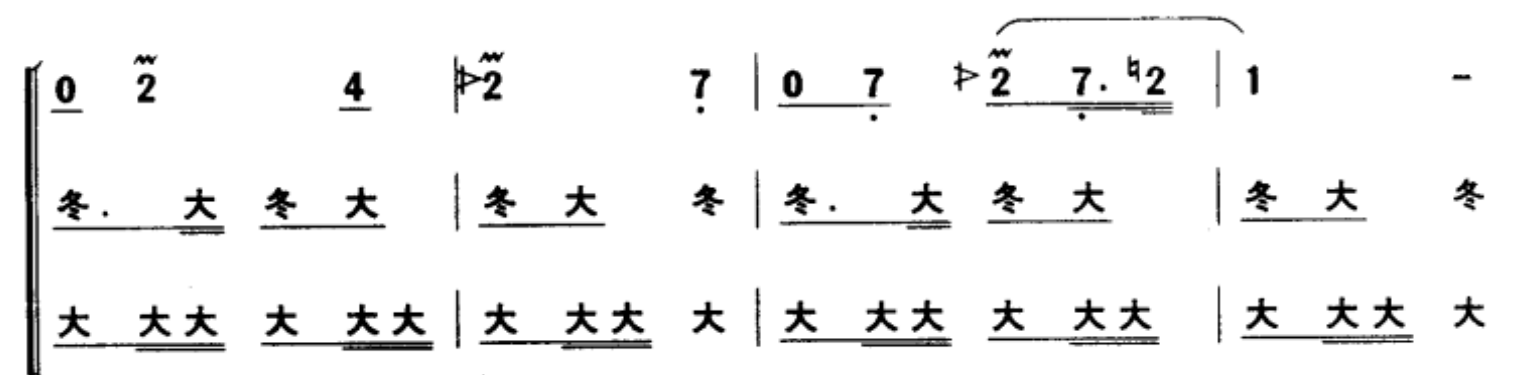 0 2 4 | 2 7 | 0 7 2 7. ♮2 | 1 -
冬. 大 冬 大 | 冬 大 冬 | 冬. 大 冬 大 | 冬 大 冬
大 大大 大 大大 | 大 大大 大 | 大 大大 大 大大 | 大 大大 大